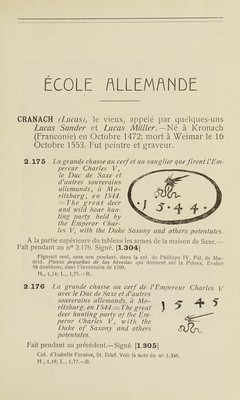 ÉCOLE ALLEMANDE
CRANACH (Lucas), le vieux, appelé par quelques-uns
Lucas Sunder et Lucas Müller. — Né à Kronach
(Franconie) en Octobre 1472; mort à Weimar le 16
Octobre 1553. Fut peintre et graveur.
2.175 La grande chasse au cerf et au sanglier que firent l'Em-
pereur Charles V,
le Duc de Saxe et
d'autres souverains
allemands, à Mo-
ritsburg, en 1544.
—The great deer
and wild boar hun-
ting party held by
the Emperor Char-
les V, with the Duke Saxony and others potentates.
1544.
A la partie supérieure du tableau les armes de la maison de Saxe.—
Fait pendant au nº 2.176. Signé. [1.304]
Figurait seul, sans son pendant, dans la col. de Philippe IV, Pal. de Ma-
drid. Pieses pequeñas de las bóvedas qui donnent sur la Priora. Evalué
50 doublons, dans l'inventaire de 1700.
H., 1,14; L., 1,75.—B.
2.176 La grande chasse au cerf de l'Empereur Charles V
avec le Duc de Saxe et d'autres
souverains allemands, à Mo-
ritsburg, en 1544.—The great
deer hunting party of the Em-
peror Charles V, with the
Duke of Saxony and others
potentates.
1545
Fait pendant au précédent.—Signé. [1.305]
Col. d'Isabelle Farnèse, St. Ildef. Voir la note du nº 1.340.
H., 1,18; L., 1,77.—B.